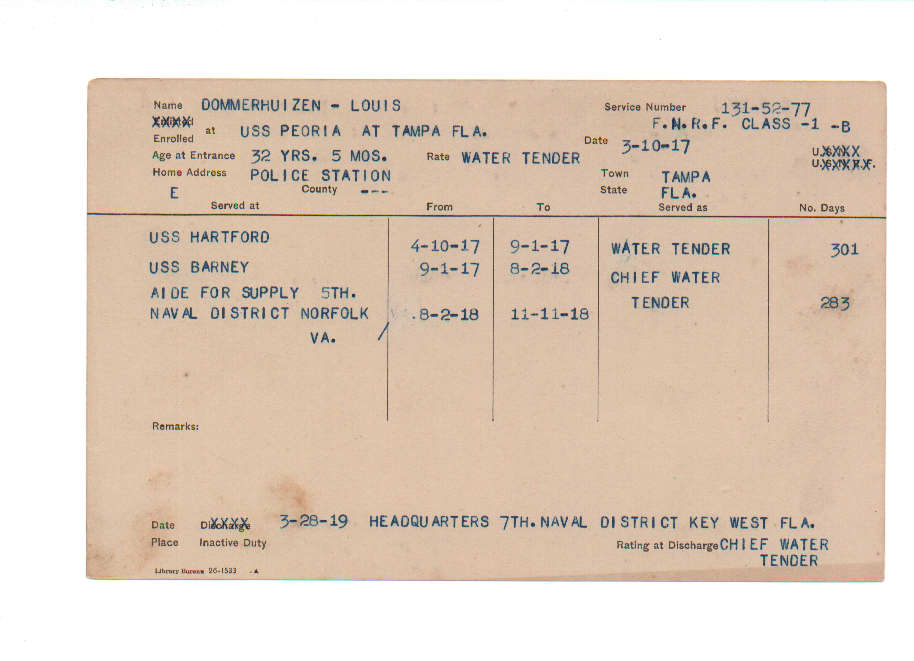 Name DOMMERHUIZEN - LOUIS Service Number 131-52-77
F.N.R.F. CLASS -1 -B
Enrolled at USS PEORIA AT TAMPA FLA. Date 3-10-17
Age at Entrance 32 YRS. 5 MOS. Rate WATER TENDER
Home Address POLICE STATION Town TAMPA
E County --- State FLA.
Served at From To Served as No. Days
USS HARTFORD 4-10-17 9-1-17 WATER TENDER 301
USS BARNEY 9-1-17 8-2-18 CHIEF WATER
AIDE FOR SUPPLY 5TH. TENDER 283
NAVAL DISTRICT NORFOLK 8-2-18 11-11-18
VA. /
Remarks:
Date Discharge 3-28-19 HEADQUARTERS 7TH. NAVAL DISTRICT KEY WEST FLA.
Place Inactive Duty Rating at Discharge CHIEF WATER
TENDER
Library Bureau 26-1533 A